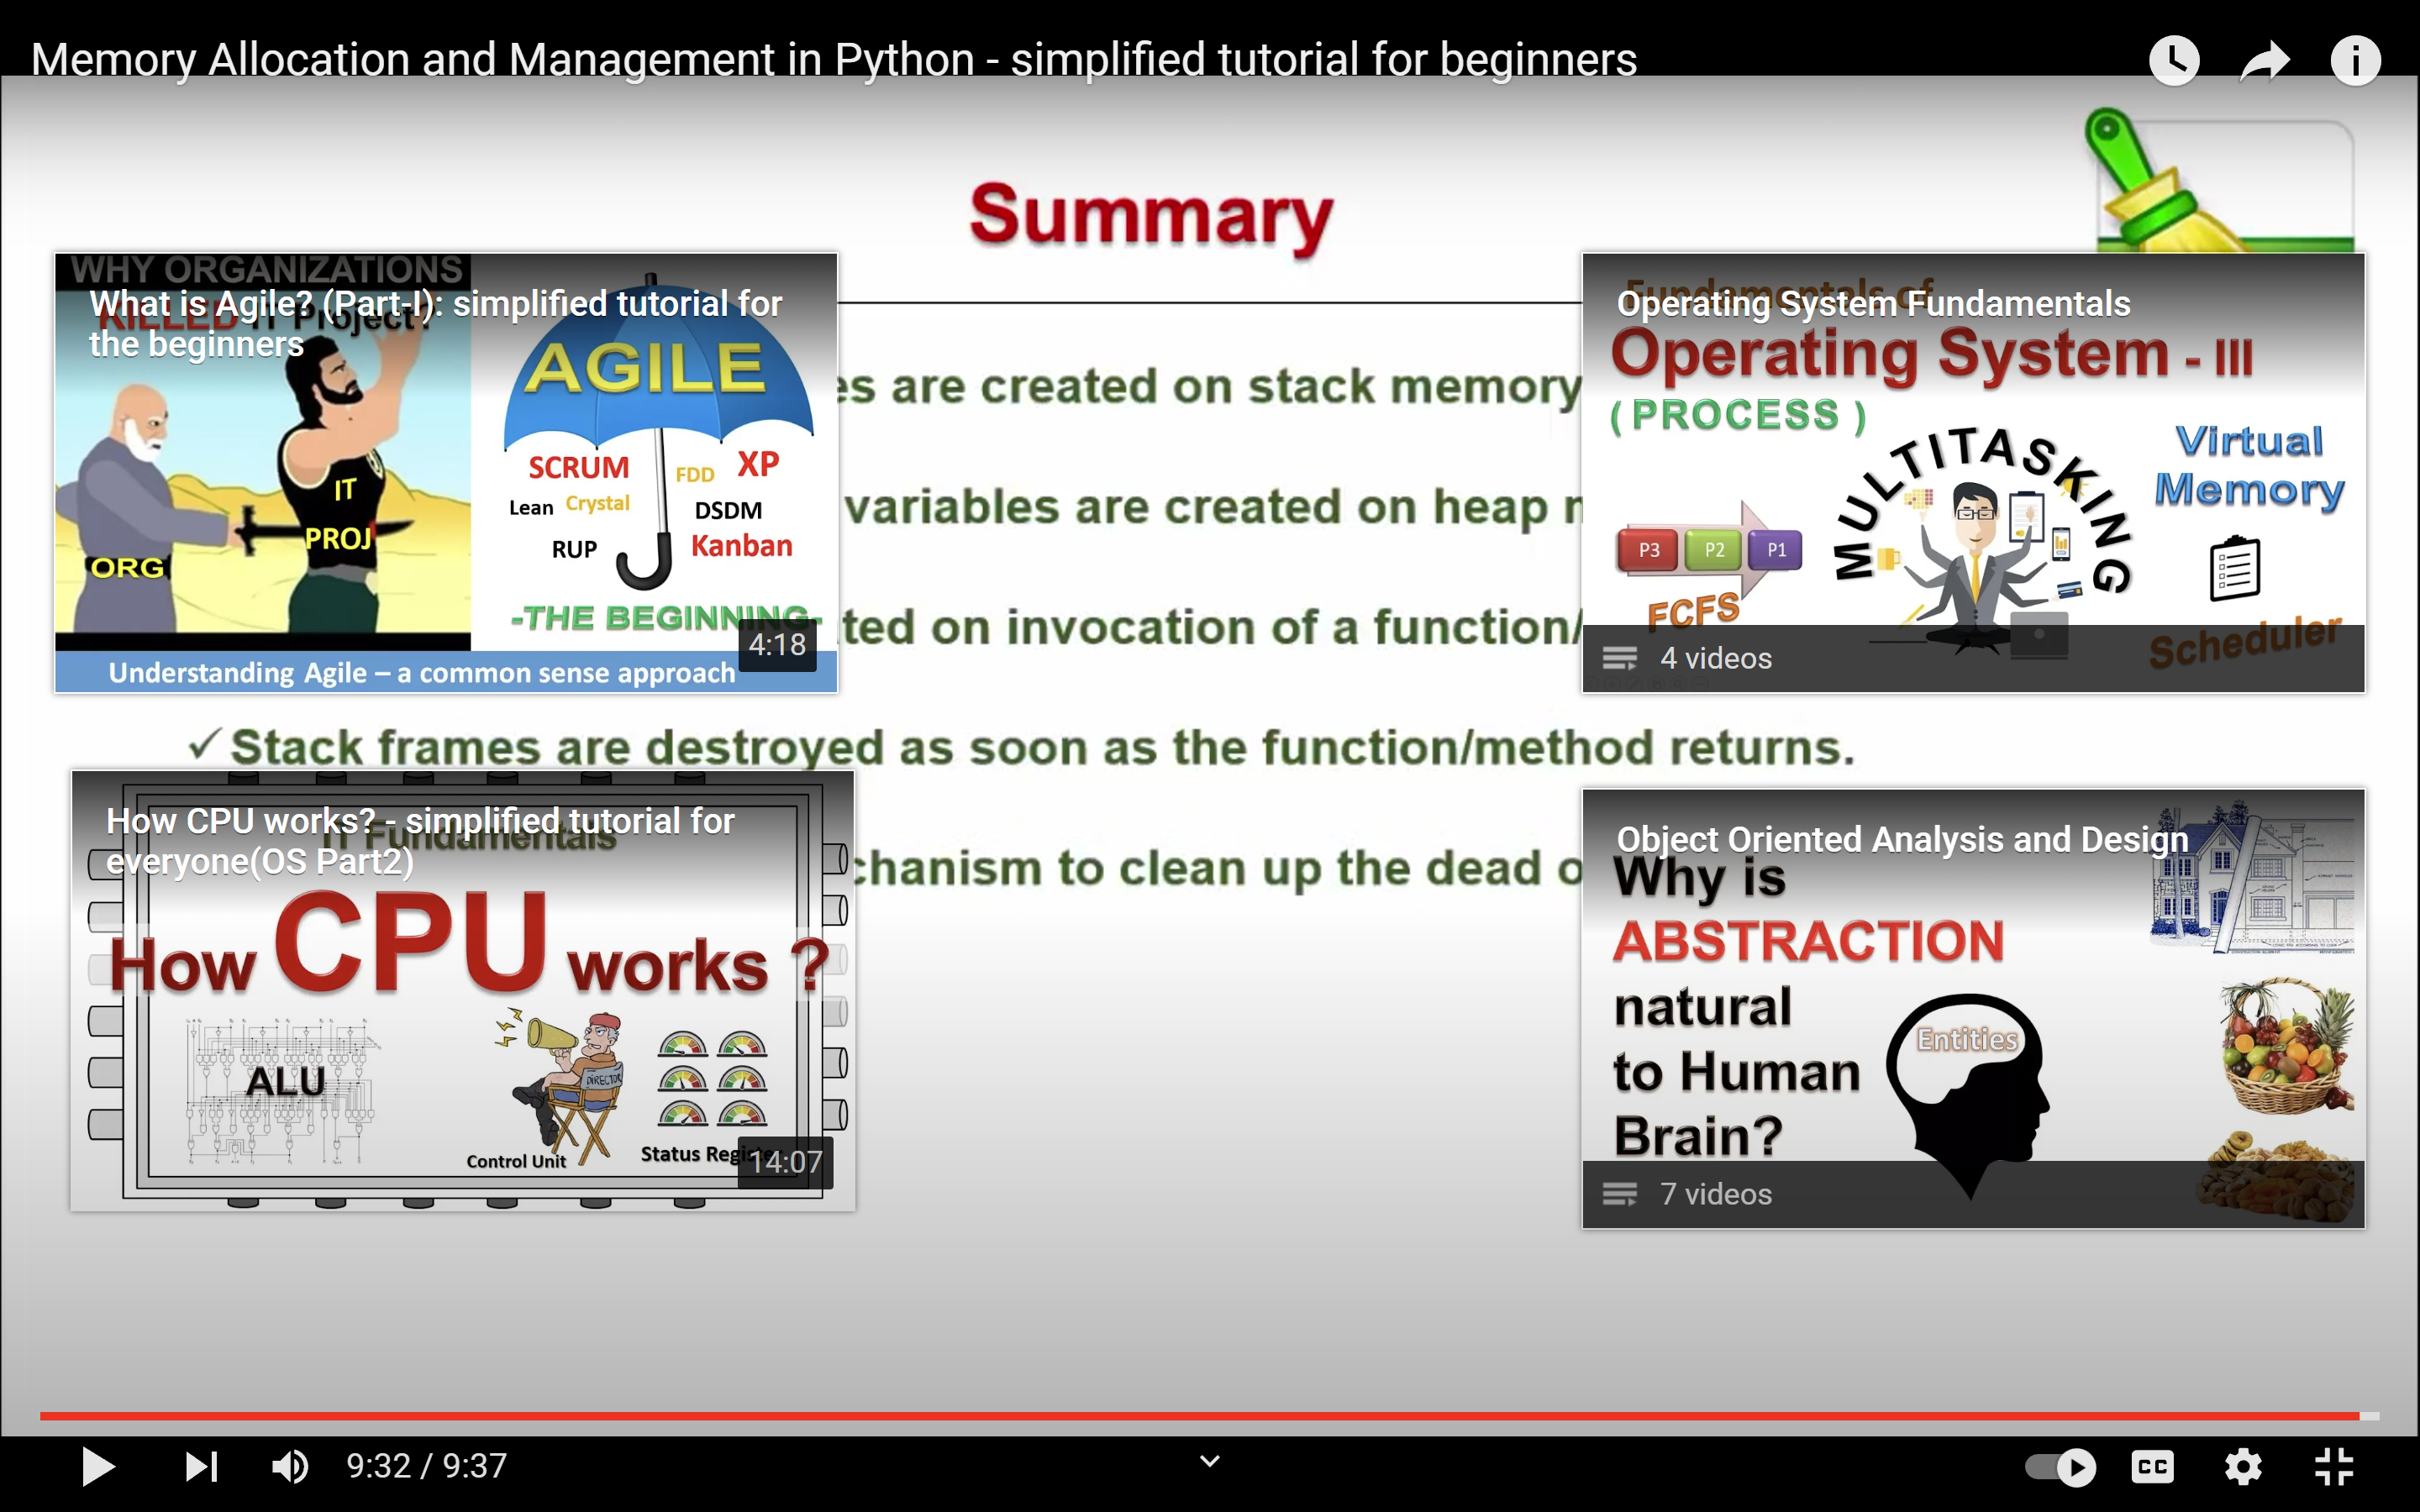 Memory Allocation and Management in Python - simplified tutorial for beginners
Summary
WHY ORGANIZATIONS
KILLED IT Project?
What is Agile? (Part-I): simplified tutorial for
the beginners
AGILE
SCRUM FDD XP
Lean Crystal DSDM
RUP Kanban
IT
PROJ
ORG
-THE BEGINNING-
4:18
Understanding Agile – a common sense approach
Fundamentals of
Operating System Fundamentals
Operating System - III
( PROCESS )
MULTITASKING
Virtual
Memory
P3 P2 P1
FCFS
Scheduler
4 videos
es are created on stack memory
variables are created on heap
ted on invocation of a function/
✓ Stack frames are destroyed as soon as the function/method returns.
chanism to clean up the dead o
IT Fundamentals
How CPU works? - simplified tutorial for
everyone(OS Part2)
How CPU works ?
ALU
DIRECTOR
Control Unit
Status Register
14:07
Object Oriented Analysis and Design
Why is
ABSTRACTION
natural
to Human
Brain?
Entities
7 videos
9:32 / 9:37
CC